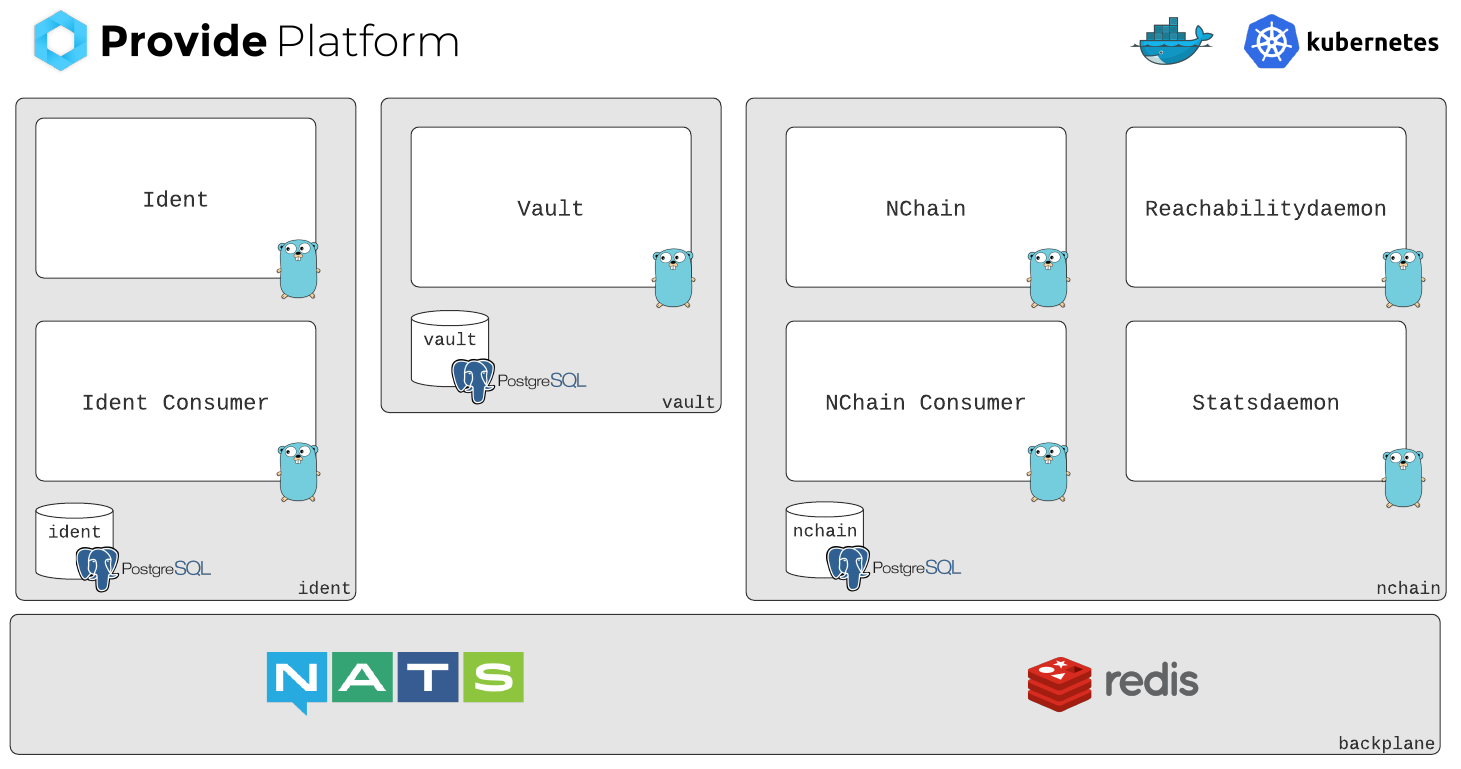 Provide Platform
kubernetes
Ident
Ident Consumer
ident
PostgreSQL
ident
Vault
vault
PostgreSQL
vault
NChain
Reachabilitydaemon
NChain Consumer
Statsdaemon
nchain
PostgreSQL
nchain
NATS
redis
backplane